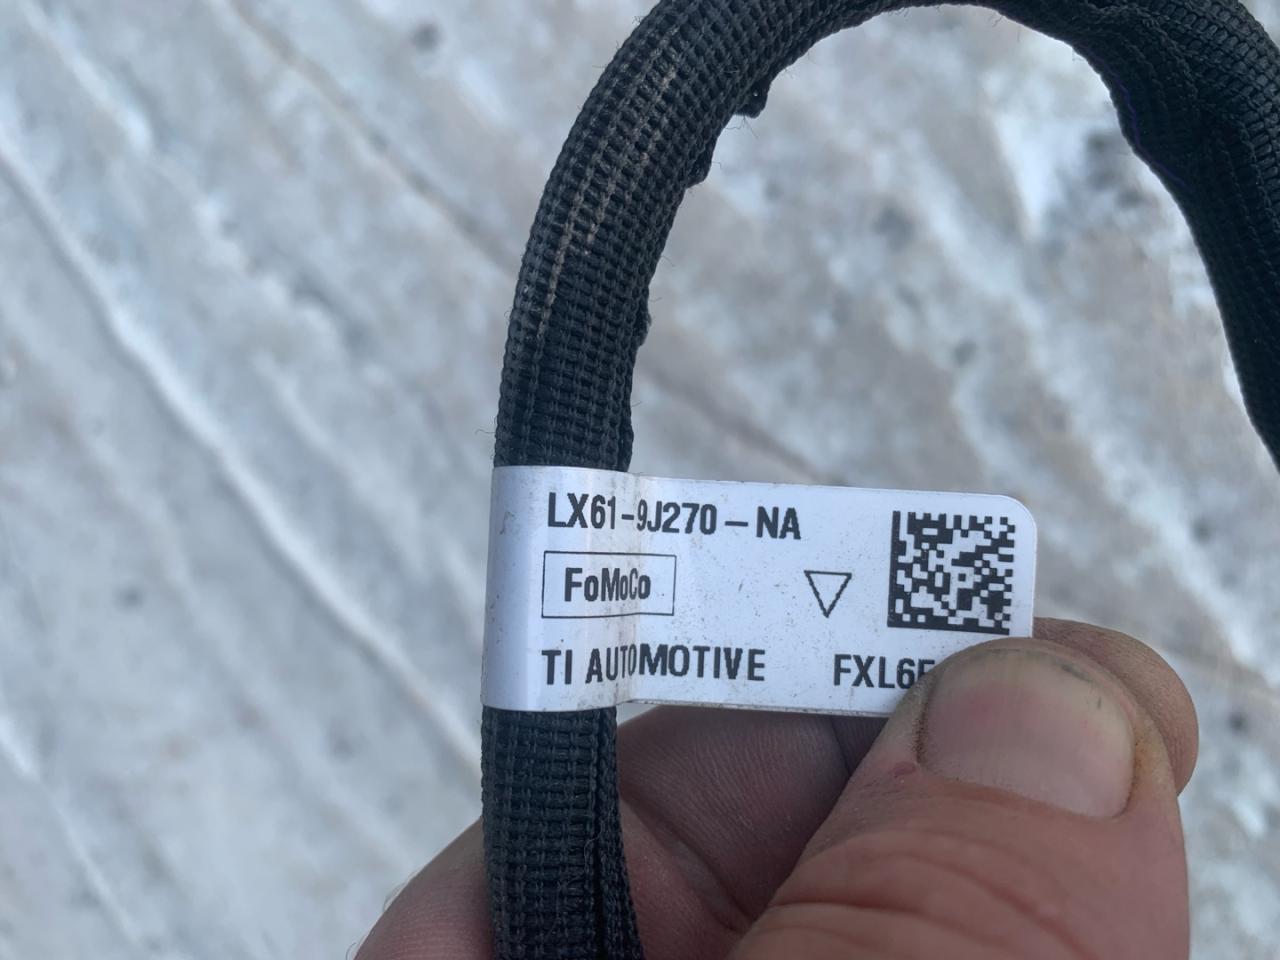 LX61-9J270-NA
FoMoCo
TI AUTOMOTIVE